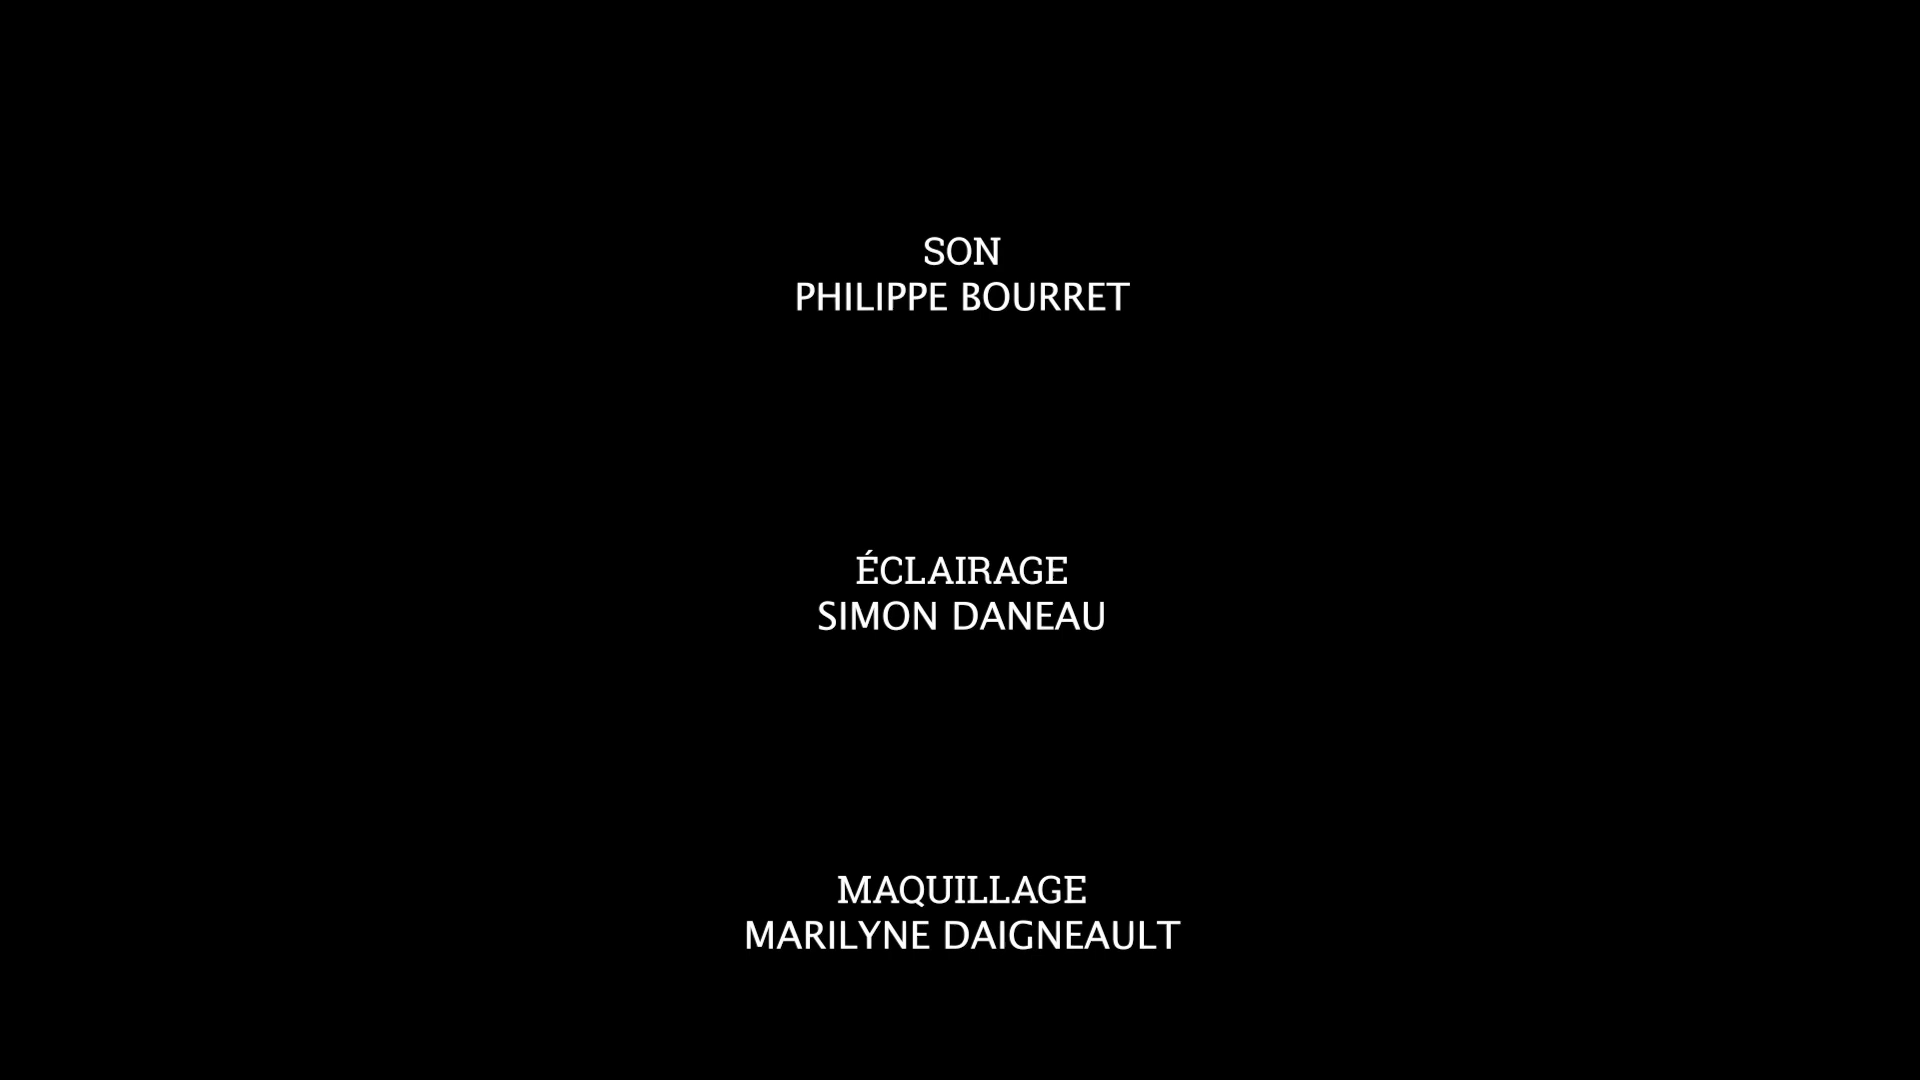 SON
PHILIPPE BOURRET
ÉCLAIRAGE
SIMON DANEAU
MAQUILLAGE
MARILYNE DAIGNEAULT